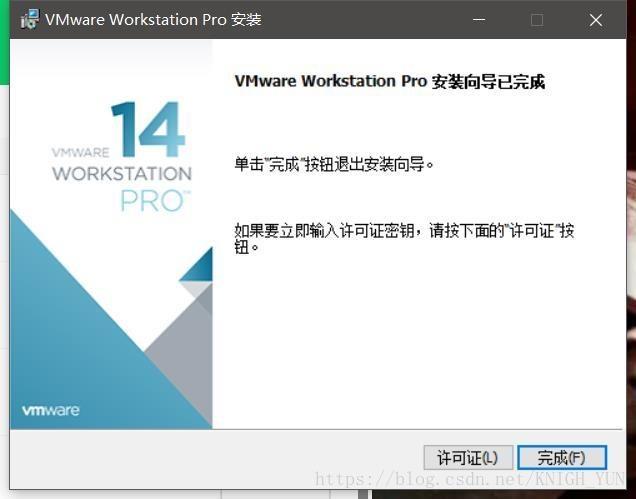 VMware Workstation Pro 安装
VMware Workstation Pro 安装向导已完成
14
VMWARE
WORKSTATION
PRO™
单击"完成"按钮退出安装向导。
如果要立即输入许可证密钥，请按下面的"许可证"按
钮。
vmware
许可证(L)
完成(F)
https://blog.csdn.net/KNIGH_YUN